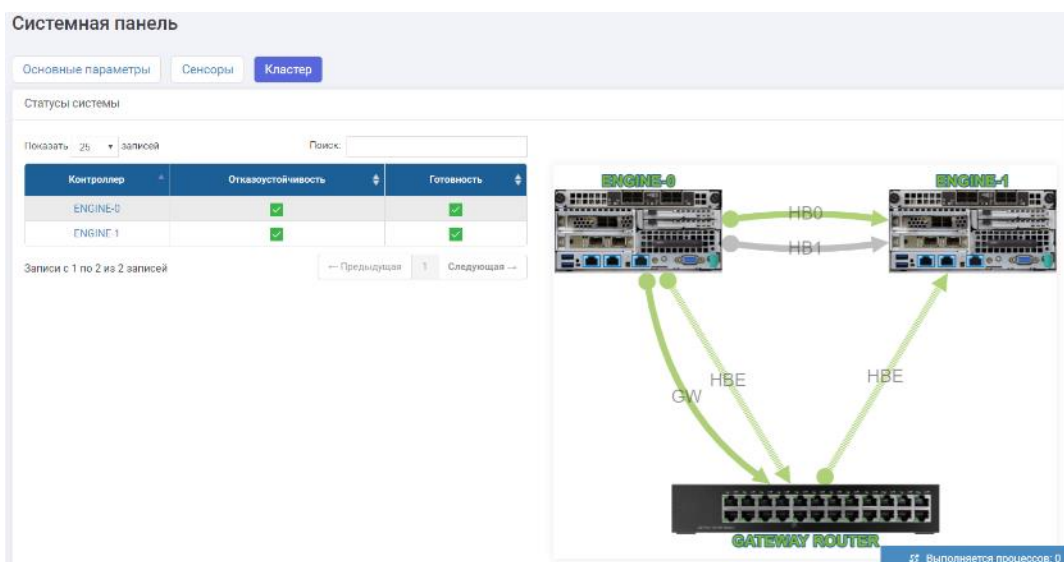 Системная панель
Основные параметры Сенсоры Кластер
Статусы системы
Показать 25 записей Поиск:
Контроллер Отказоустойчивость Готовность
ENGINE-0
ENGINE-1
Записи с 1 по 2 из 2 записей ← Предыдущая 1 Следующая →
ENGINE-0 ENGINE-1
HB0
HB1
HBE HBE
GW
GATEWAY ROUTER
Выполняется процессов: 0